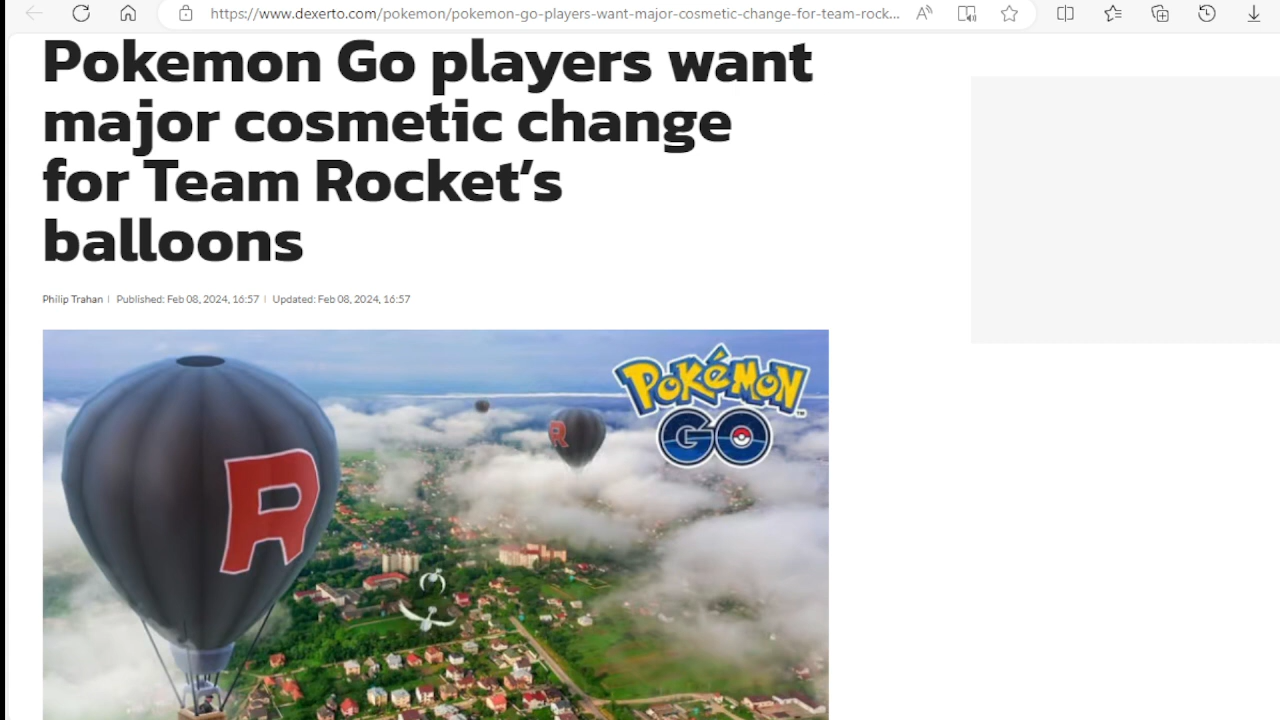 https://www.dexerto.com/pokemon/pokemon-go-players-want-major-cosmetic-change-for-team-rock...
Pokemon Go players want
major cosmetic change
for Team Rocket’s
balloons
Philip Trahan | Published: Feb 08, 2024, 16:57 | Updated: Feb 08, 2024, 16:57
POKéMON
GO
R
R